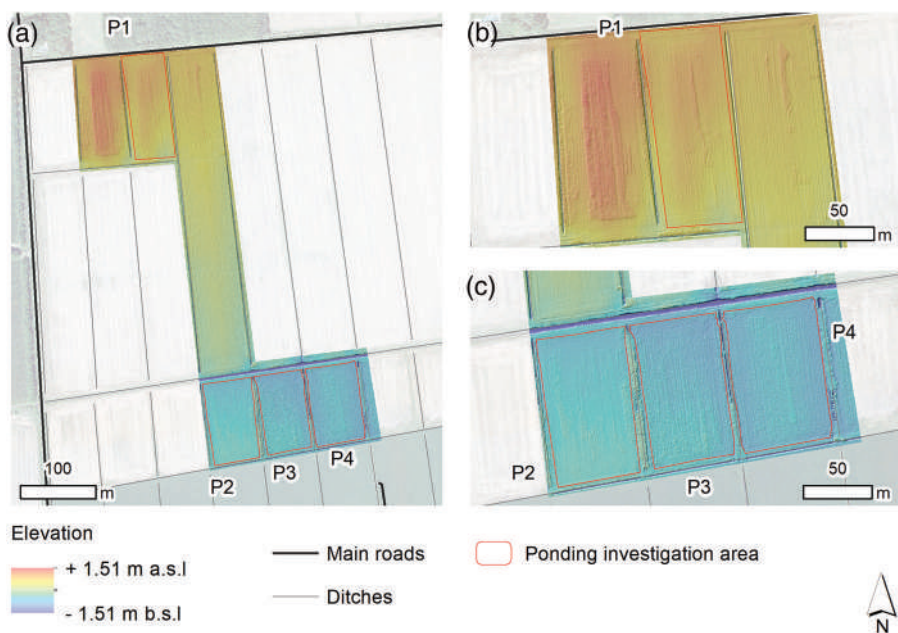 (a)
P1
P2
P3
P4
100
m
(b)
P1
50
m
(c)
P4
P2
P3
50
m
Elevation
+ 1.51 m a.s.l
- 1.51 m b.s.l
Main roads
Ditches
Ponding investigation area
N